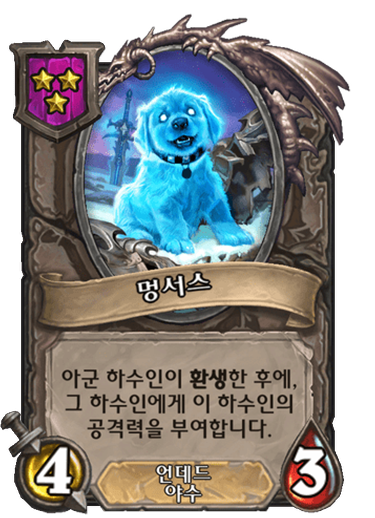 멍서스
아군 하수인이 환생한 후에,
그 하수인에게 이 하수인의
공격력을 부여합니다.
4
언데드
야수
3